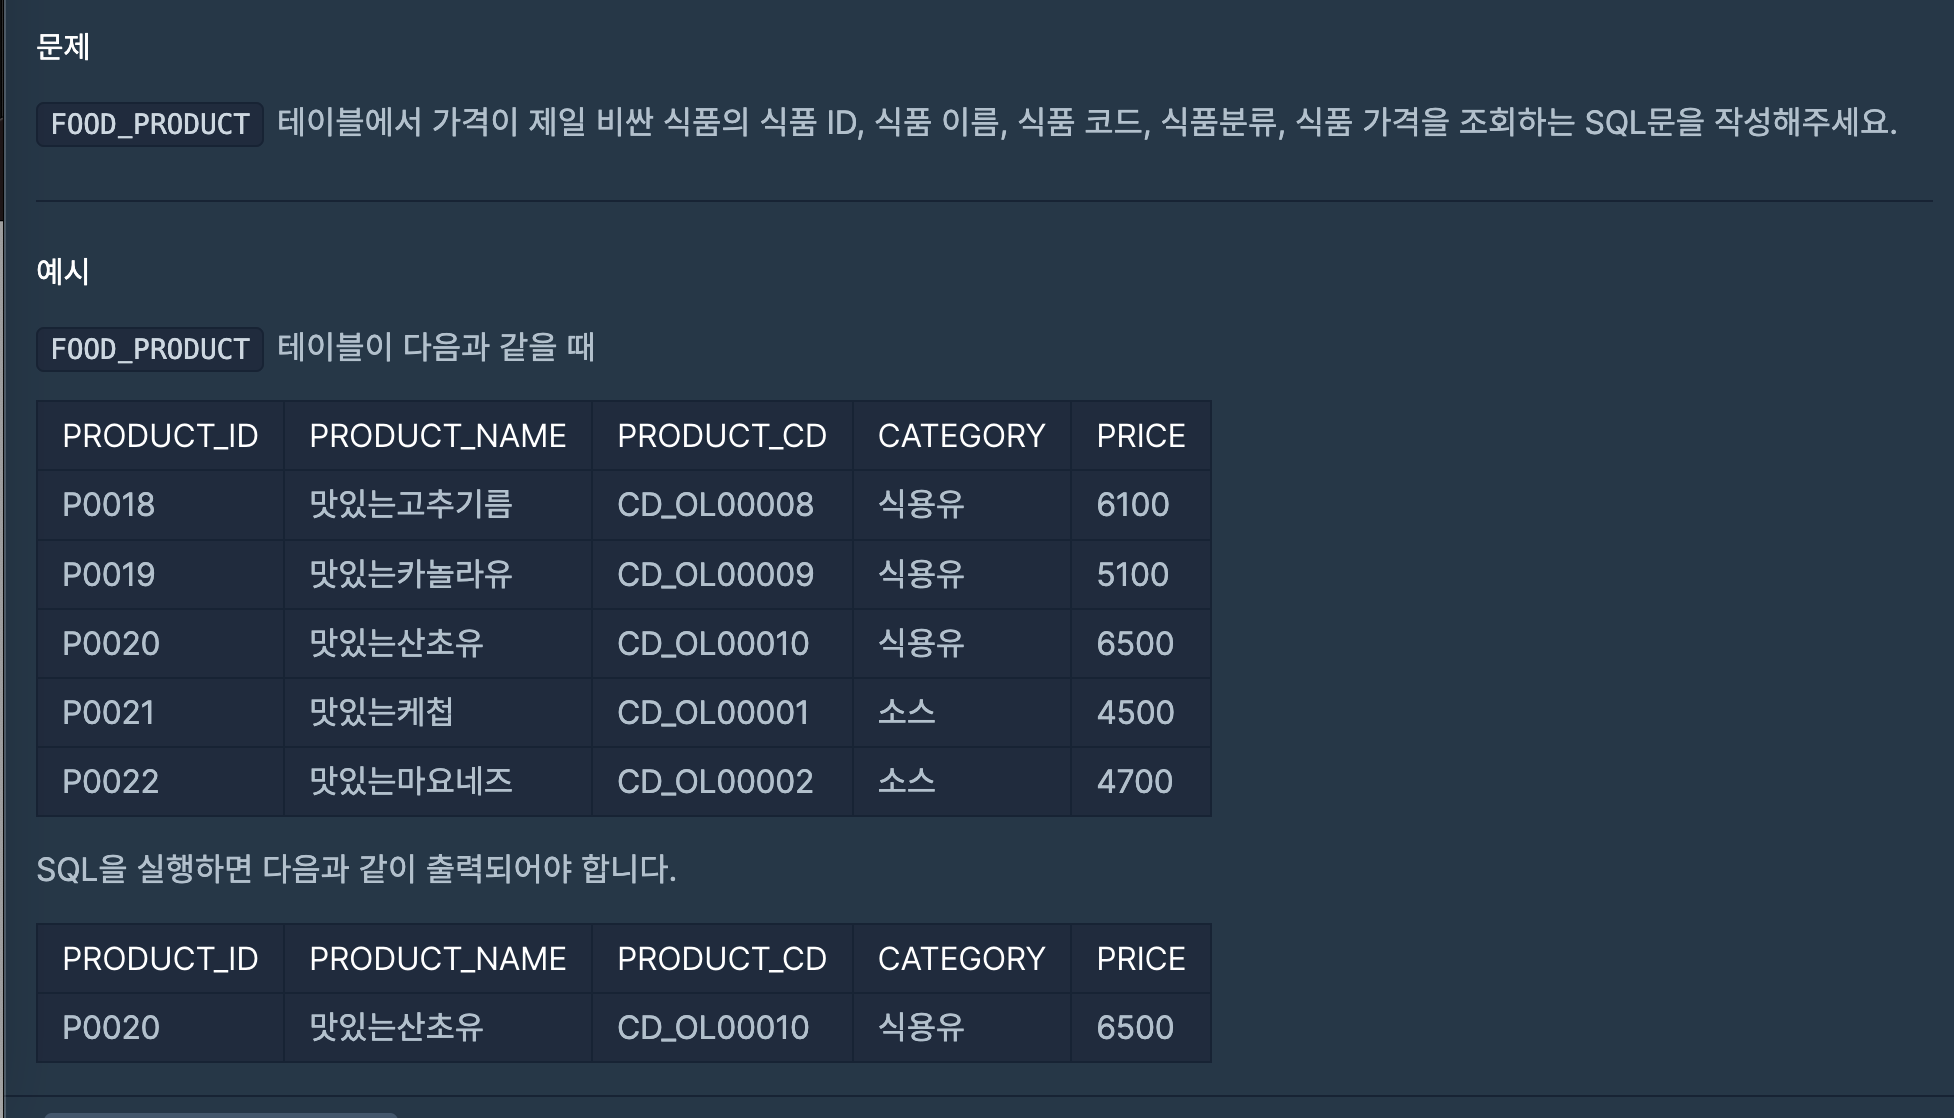 문제
FOOD_PRODUCT 테이블에서 가격이 제일 비싼 식품의 식품 ID, 식품 이름, 식품 코드, 식품분류, 식품 가격을 조회하는 SQL문을 작성해주세요.
예시
FOOD_PRODUCT 테이블이 다음과 같을 때
PRODUCT_ID PRODUCT_NAME PRODUCT_CD CATEGORY PRICE
P0018 맛있는고추기름 CD_OL00008 식용유 6100
P0019 맛있는카놀라유 CD_OL00009 식용유 5100
P0020 맛있는산초유 CD_OL00010 식용유 6500
P0021 맛있는케첩 CD_OL00001 소스 4500
P0022 맛있는마요네즈 CD_OL00002 소스 4700
SQL을 실행하면 다음과 같이 출력되어야 합니다.
PRODUCT_ID PRODUCT_NAME PRODUCT_CD CATEGORY PRICE
P0020 맛있는산초유 CD_OL00010 식용유 6500